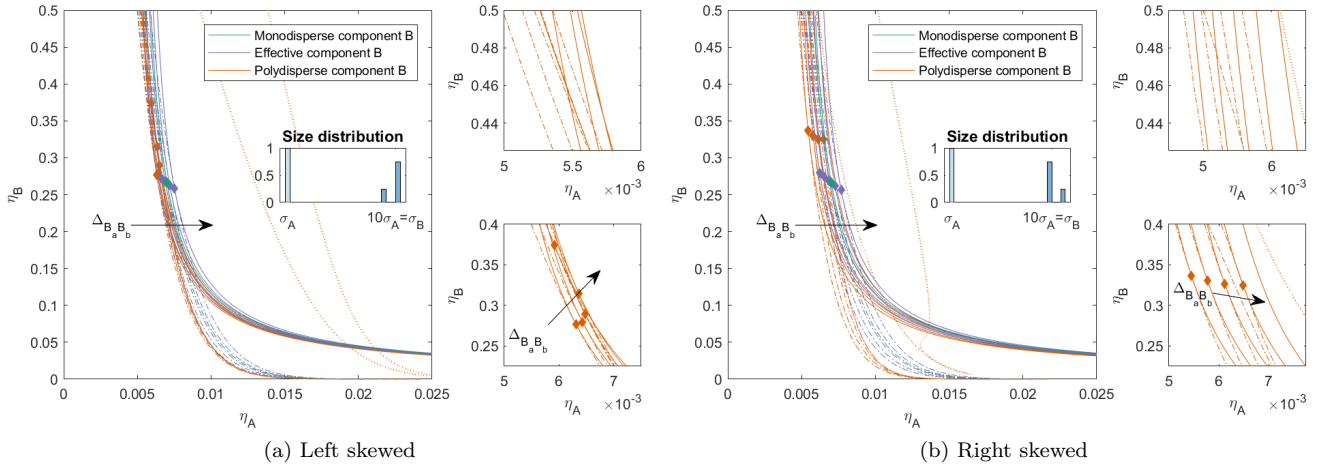 0.5
0.45
0.4
0.35
0.3
0.25
0.2
0.15
0.1
0.05
0
η_B
0 0.005 0.01 0.015 0.02 0.025
η_A
Monodisperse component B
Effective component B
Polydisperse component B
Size distribution
1
0.5
0
σ_A 10σ_A=σ_B
Δ_{B_aB_b}
0.5
0.48
0.46
0.44
η_B
5 5.5 6
η_A ×10^{-3}
0.4
0.35
0.3
0.25
η_B
Δ_{B_aB_b}
5 6 7
η_A ×10^{-3}
(a) Left skewed
0.5
0.45
0.4
0.35
0.3
0.25
0.2
0.15
0.1
0.05
0
η_B
0 0.005 0.01 0.015 0.02 0.025
η_A
Monodisperse component B
Effective component B
Polydisperse component B
Size distribution
1
0.5
0
σ_A 10σ_A=σ_B
Δ_{B_aB_b}
0.5
0.48
0.46
0.44
η_B
5 6
η_A ×10^{-3}
0.4
0.35
0.3
0.25
η_B
Δ_{B_aB_b}
5 6 7
η_A ×10^{-3}
(b) Right skewed